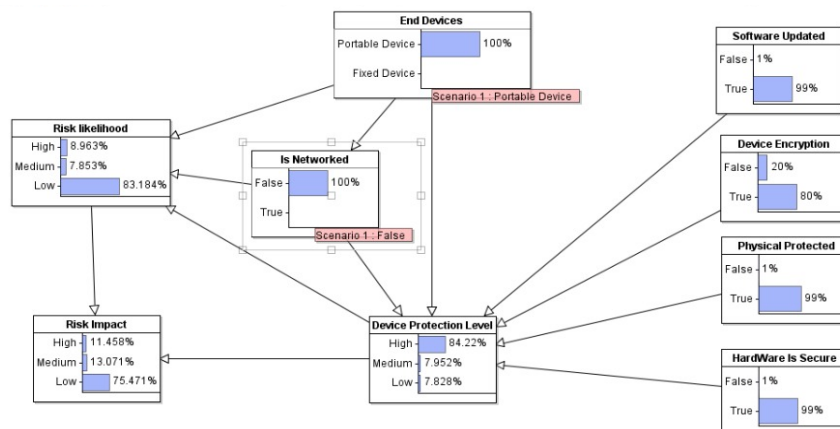 End Devices
Portable Device
100%
Fixed Device
Scenario 1 : Portable Device
Software Updated
False
1%
True
99%
Risk likelihood
High
8.963%
Medium
7.853%
Low
83.184%
Is Networked
False
100%
True
Scenario 1 : False
Device Encryption
False
20%
True
80%
Physical Protected
False
1%
True
99%
Risk Impact
High
11.458%
Medium
13.071%
Low
75.471%
Device Protection Level
High
84.22%
Medium
7.952%
Low
7.828%
HardWare Is Secure
False
1%
True
99%